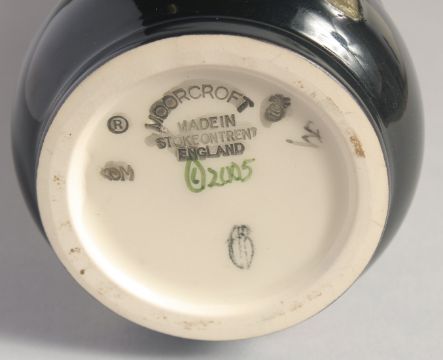 MOORCROFT
®
MADE IN
STOKE ON TRENT
ENGLAND
©2005